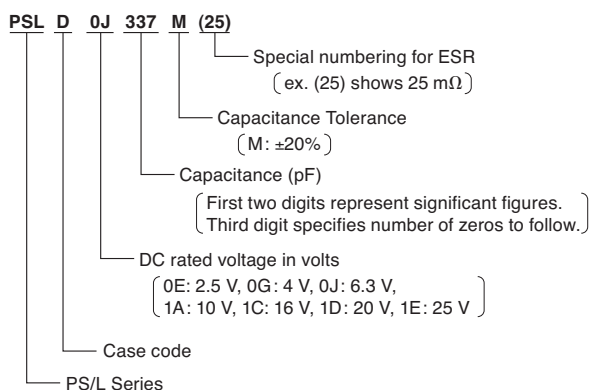 PSL D 0J 337 M (25)
Special numbering for ESR
(ex. (25) shows 25 mΩ)
Capacitance Tolerance
(M: ±20%)
Capacitance (pF)
(First two digits represent significant figures.
Third digit specifies number of zeros to follow.)
DC rated voltage in volts
(0E: 2.5 V, 0G: 4 V, 0J: 6.3 V,
1A: 10 V, 1C: 16 V, 1D: 20 V, 1E: 25 V)
Case code
PS/L Series